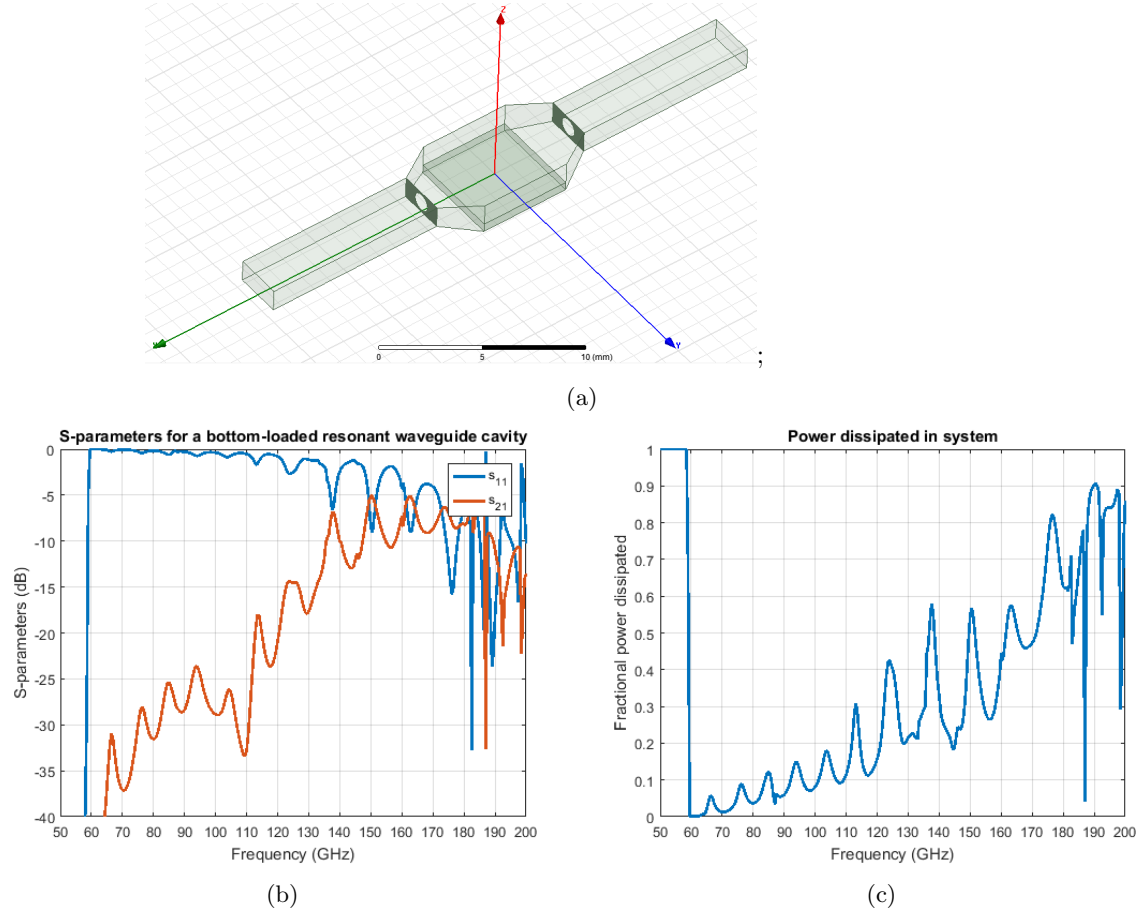 Z
X
Y
0 5 10 (mm)
;
(a)
S-parameters for a bottom-loaded resonant waveguide cavity
0
-5
-10
-15
-20
-25
-30
-35
-40
S-parameters (dB)
s11
s21
50 60 70 80 90 100 110 120 130 140 150 160 170 180 190 200
Frequency (GHz)
(b)
Power dissipated in system
1
0.9
0.8
0.7
0.6
0.5
0.4
0.3
0.2
0.1
0
Fractional power dissipated
50 60 70 80 90 100 110 120 130 140 150 160 170 180 190 200
Frequency (GHz)
(c)